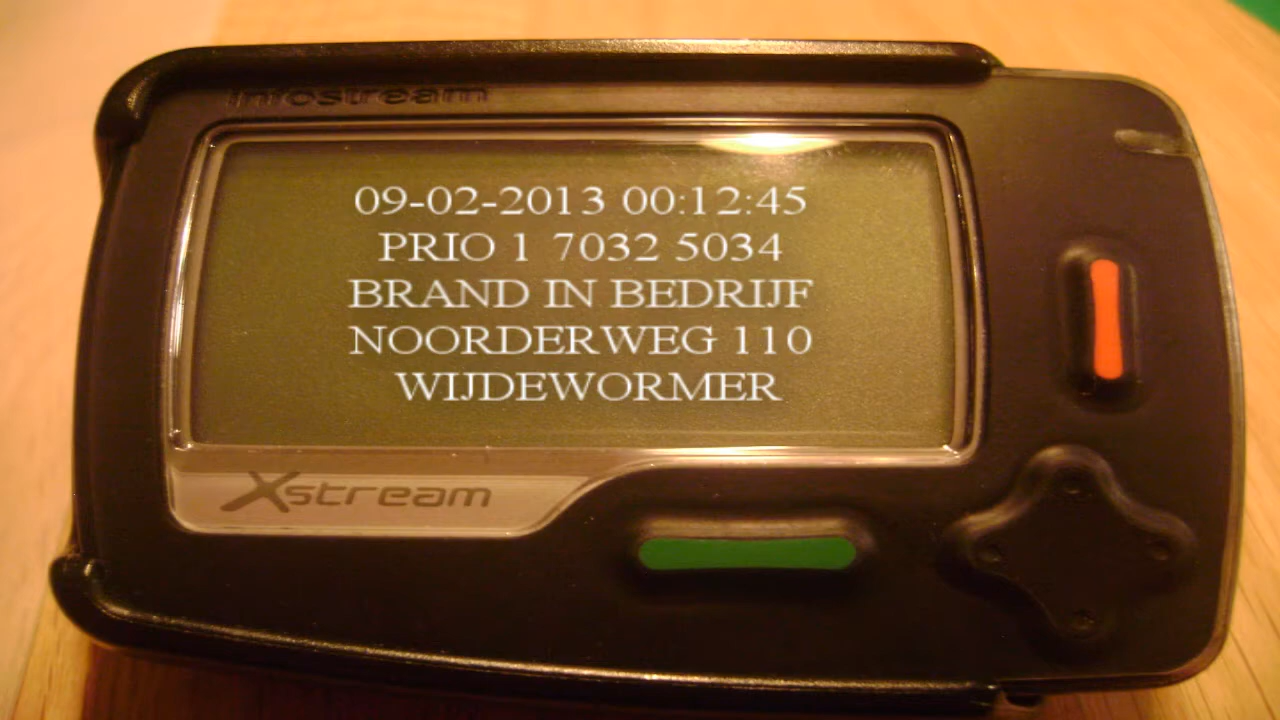 infostream
09-02-2013 00:12:45
PRIO 1 7032 5034
BRAND IN BEDRIJF
NOORDERWEG 110
WIJDEWORMER
Xstream